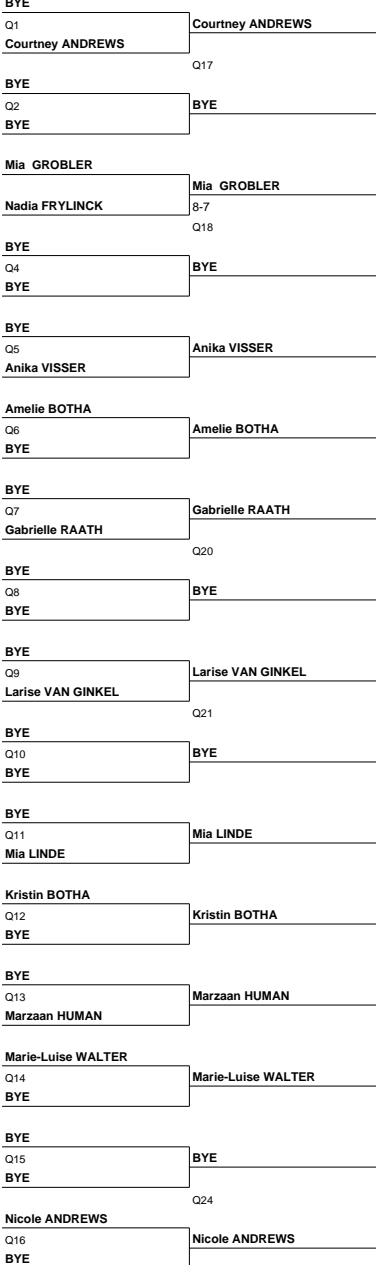 BYE
Q1
Courtney ANDREWS
Courtney ANDREWS
Q17
BYE
Q2
BYE
BYE
Mia GROBLER
Mia GROBLER
Nadia FRYLINCK
8-7
Q18
BYE
Q4
BYE
BYE
BYE
Q5
Anika VISSER
Anika VISSER
Amelie BOTHA
Q6
Amelie BOTHA
BYE
BYE
Q7
Gabrielle RAATH
Gabrielle RAATH
Q20
BYE
Q8
BYE
BYE
BYE
Q9
Larise VAN GINKEL
Larise VAN GINKEL
Q21
BYE
Q10
BYE
BYE
BYE
Q11
Mia LINDE
Mia LINDE
Kristin BOTHA
Q12
Kristin BOTHA
BYE
BYE
Q13
Marzaan HUMAN
Marzaan HUMAN
Marie-Luise WALTER
Q14
Marie-Luise WALTER
BYE
BYE
Q15
BYE
BYE
Q24
Nicole ANDREWS
Q16
Nicole ANDREWS
BYE